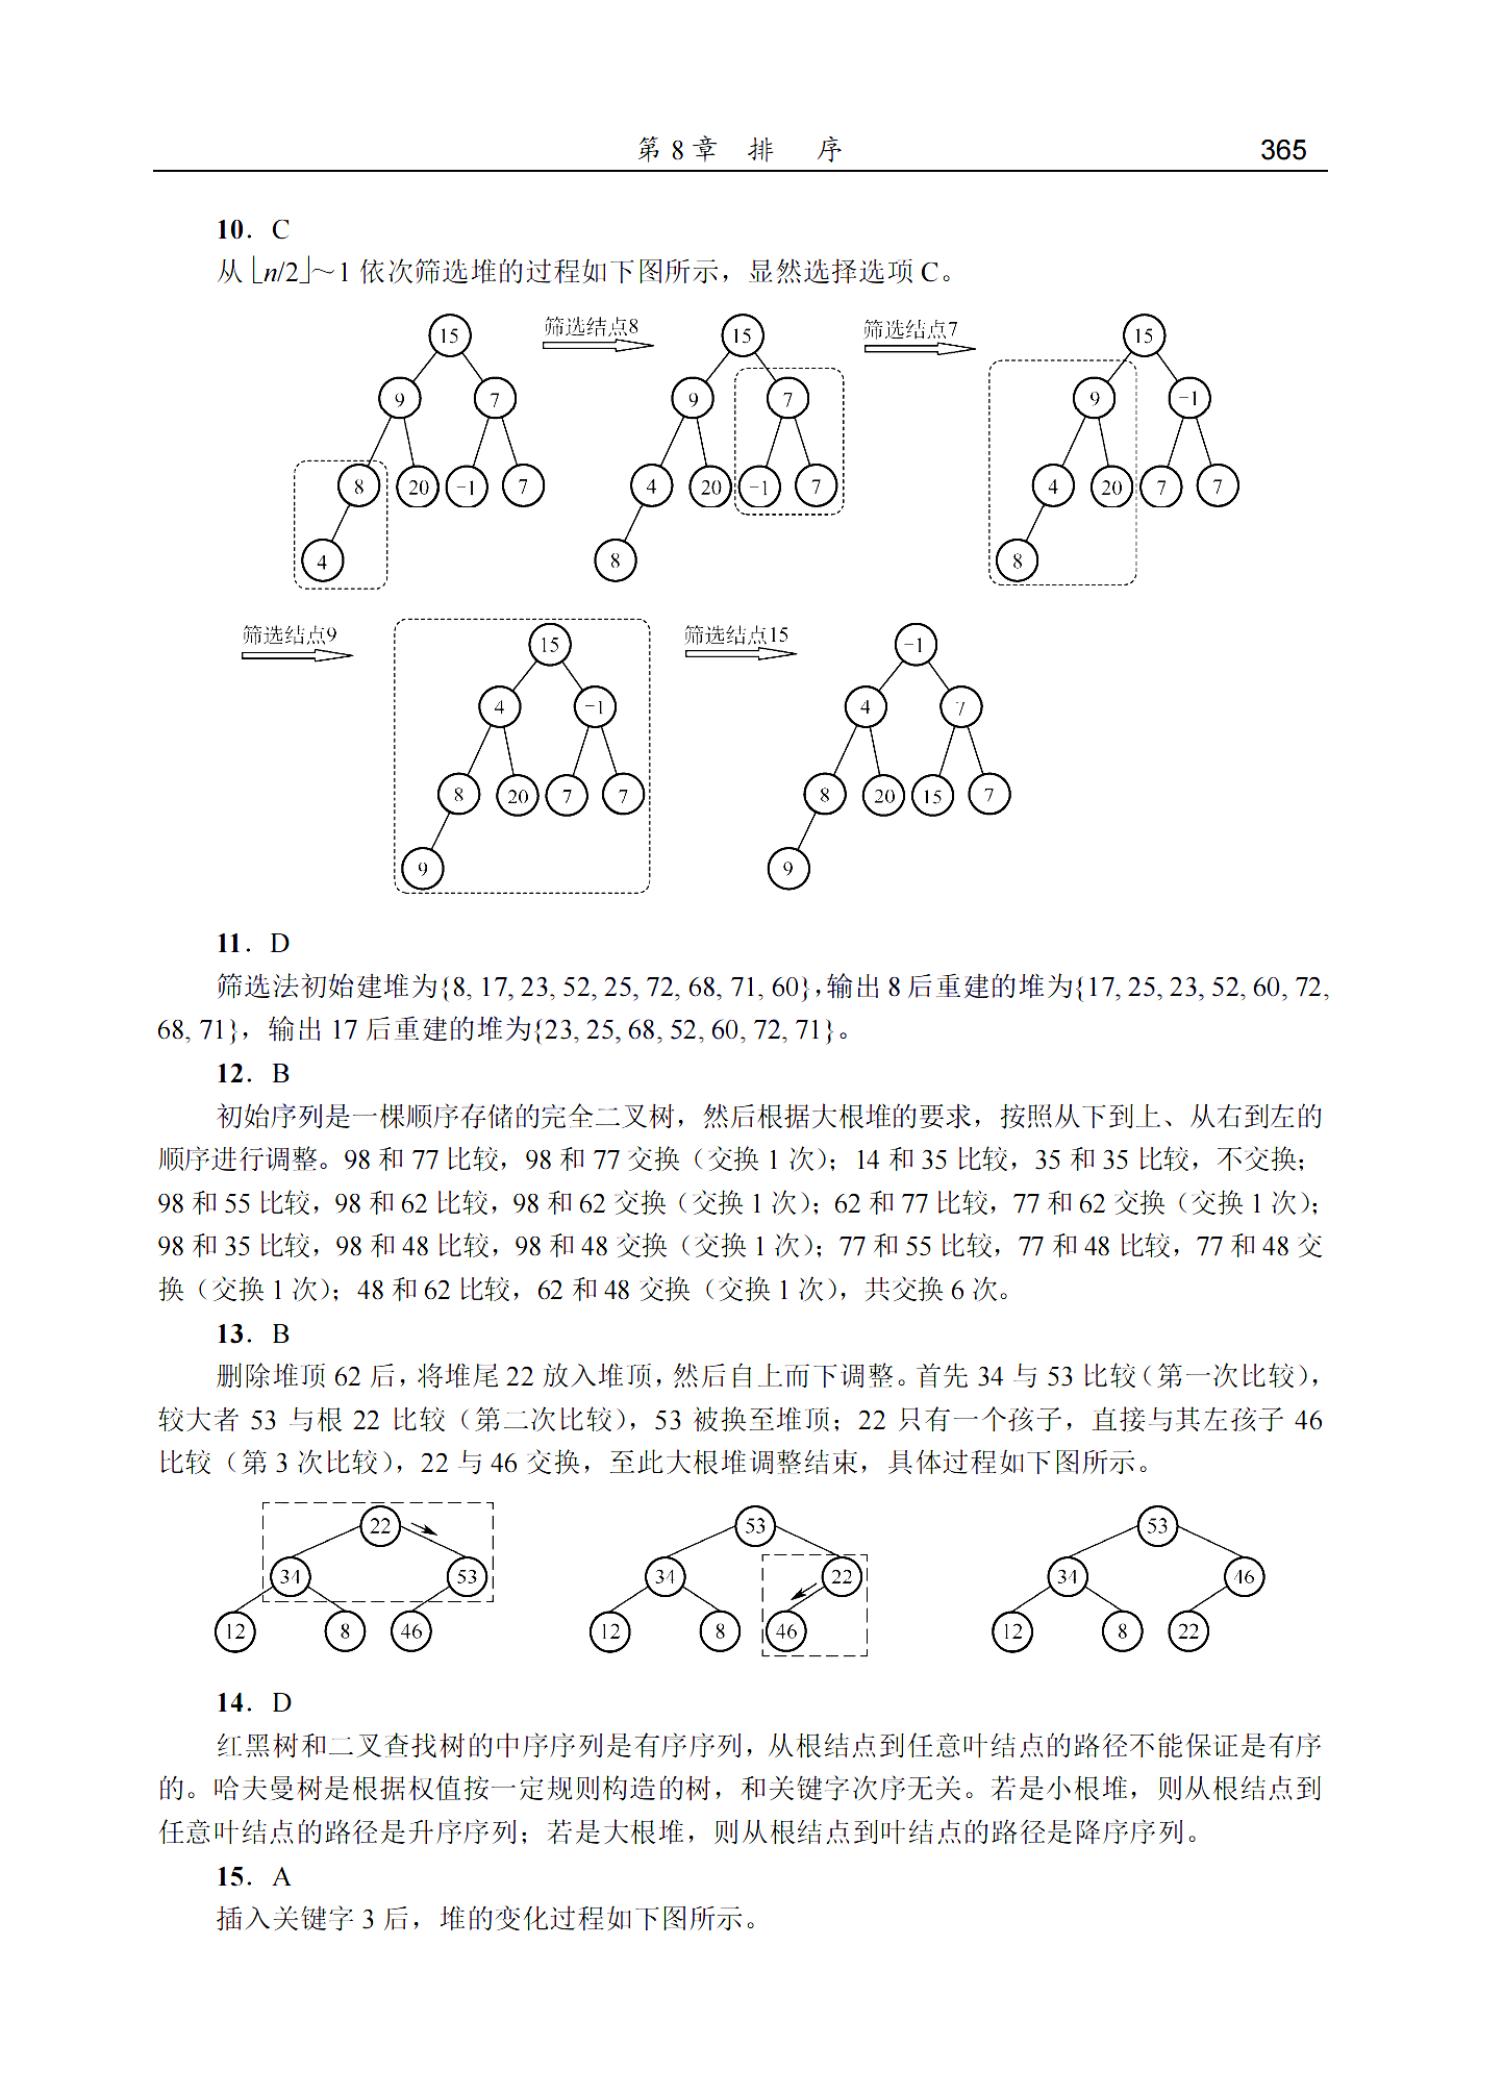 第 8 章 排 序 365
10. C
从⌊n/2⌋～1 依次筛选堆的过程如下图所示，显然选择选项 C。
筛选结点8 筛选结点7
15 15 15
9 7 9 7 9 -1
8 20 -1 7 4 20 -1 7 4 20 7 7
4 8 8
筛选结点9 筛选结点15
15 -1
4 -1 4 7
8 20 7 7 8 20 15 7
9 9
11. D
筛选法初始建堆为{8, 17, 23, 52, 25, 72, 68, 71, 60}，输出 8 后重建的堆为{17, 25, 23, 52, 60, 72,
68, 71}，输出 17 后重建的堆为{23, 25, 68, 52, 60, 72, 71}。
12. B
初始序列是一棵顺序存储的完全二叉树，然后根据大根堆的要求，按照从下到上、从右到左的
顺序进行调整。98 和 77 比较，98 和 77 交换（交换 1 次）；14 和 35 比较，35 和 35 比较，不交换；
98 和 55 比较，98 和 62 比较，98 和 62 交换（交换 1 次）；62 和 77 比较，77 和 62 交换（交换 1 次）；
98 和 35 比较，98 和 48 比较，98 和 48 交换（交换 1 次）；77 和 55 比较，77 和 48 比较，77 和 48 交
换（交换 1 次）；48 和 62 比较，62 和 48 交换（交换 1 次），共交换 6 次。
13. B
删除堆顶 62 后，将堆尾 22 放入堆顶，然后自上而下调整。首先 34 与 53 比较（第一次比较），
较大者 53 与根 22 比较（第二次比较），53 被换至堆顶；22 只有一个孩子，直接与其左孩子 46
比较（第 3 次比较），22 与 46 交换，至此大根堆调整结束，具体过程如下图所示。
22 53 53
34 53 34 22 34 46
12 8 46 12 8 46 12 8 22
14. D
红黑树和二叉查找树的中序序列是有序序列，从根结点到任意叶结点的路径不能保证是有序
的。哈夫曼树是根据权值按一定规则构造的树，和关键字次序无关。若是小根堆，则从根结点到
任意叶结点的路径是升序序列；若是大根堆，则从根结点到叶结点的路径是降序序列。
15. A
插入关键字 3 后，堆的变化过程如下图所示。